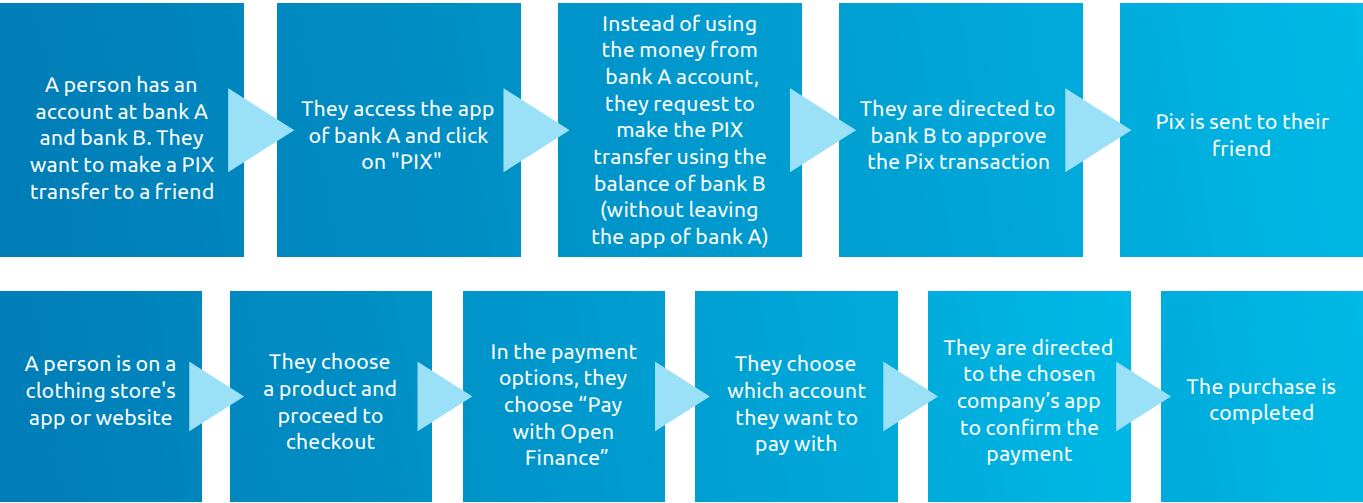 A person has an
account at bank A
and bank B. They
want to make a PIX
transfer to a friend
They access the app
of bank A and click
on "PIX"
Instead of using
the money from
bank A account,
they request to
make the PIX
transfer using the
balance of bank B
(without leaving
the app of bank A)
They are directed to
bank B to approve
the Pix transaction
Pix is sent to their
friend
A person is on a
clothing store's
app or website
They choose
a product and
proceed to
checkout
In the payment
options, they
choose “Pay
with Open
Finance”
They choose
which account
they want to
pay with
They are directed
to the chosen
company’s app
to confirm the
payment
The purchase is
completed